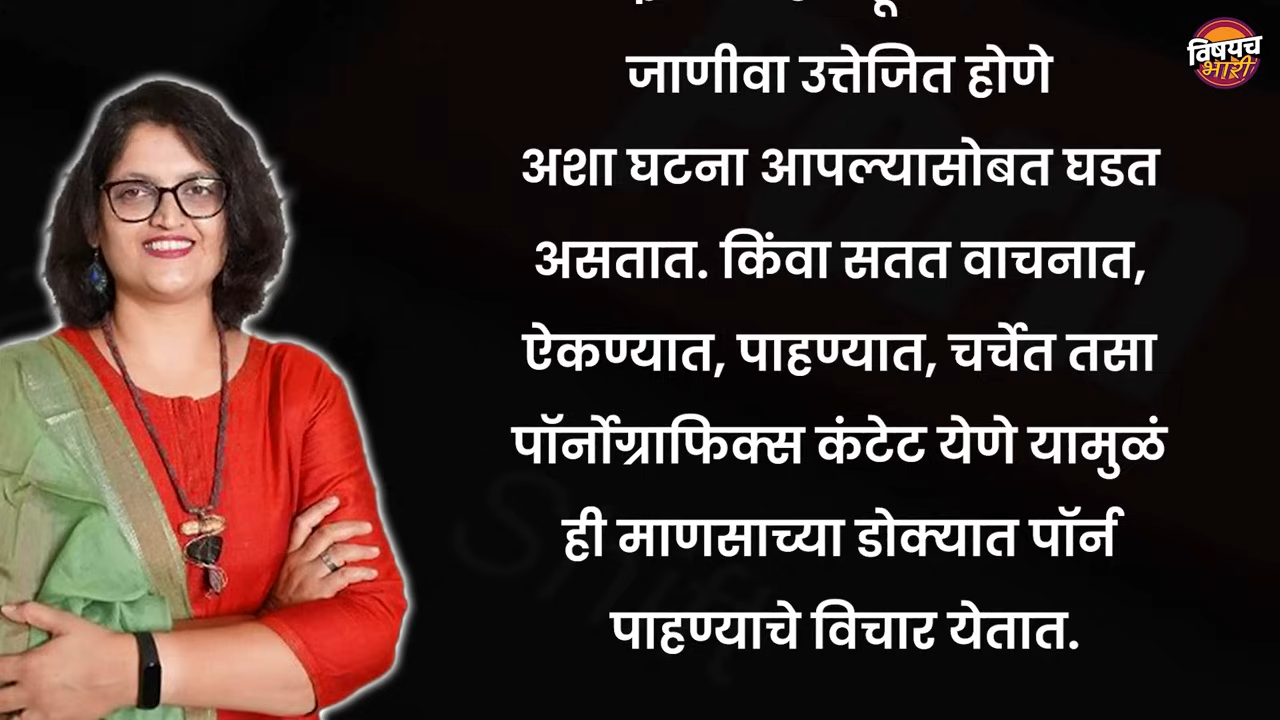 विषयच
भारी
जाणीवा उत्तेजित होणे
अशा घटना आपल्यासोबत घडत
असतात. किंवा सतत वाचनात,
ऐकण्यात, पाहण्यात, चर्चेत तसा
पॉर्नोग्राफिक्स कंटेट येणे यामुळं
ही माणसाच्या डोक्यात पॉर्न
पाहण्याचे विचार येतात.